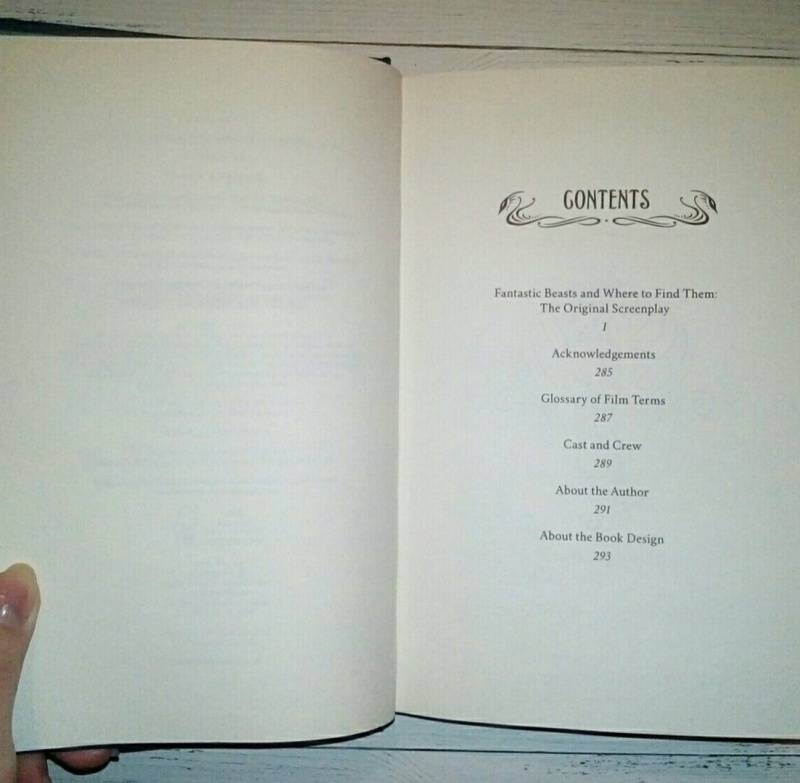 CONTENTS
Fantastic Beasts and Where to Find Them:
The Original Screenplay
1
Acknowledgements
285
Glossary of Film Terms
287
Cast and Crew
289
About the Author
291
About the Book Design
293